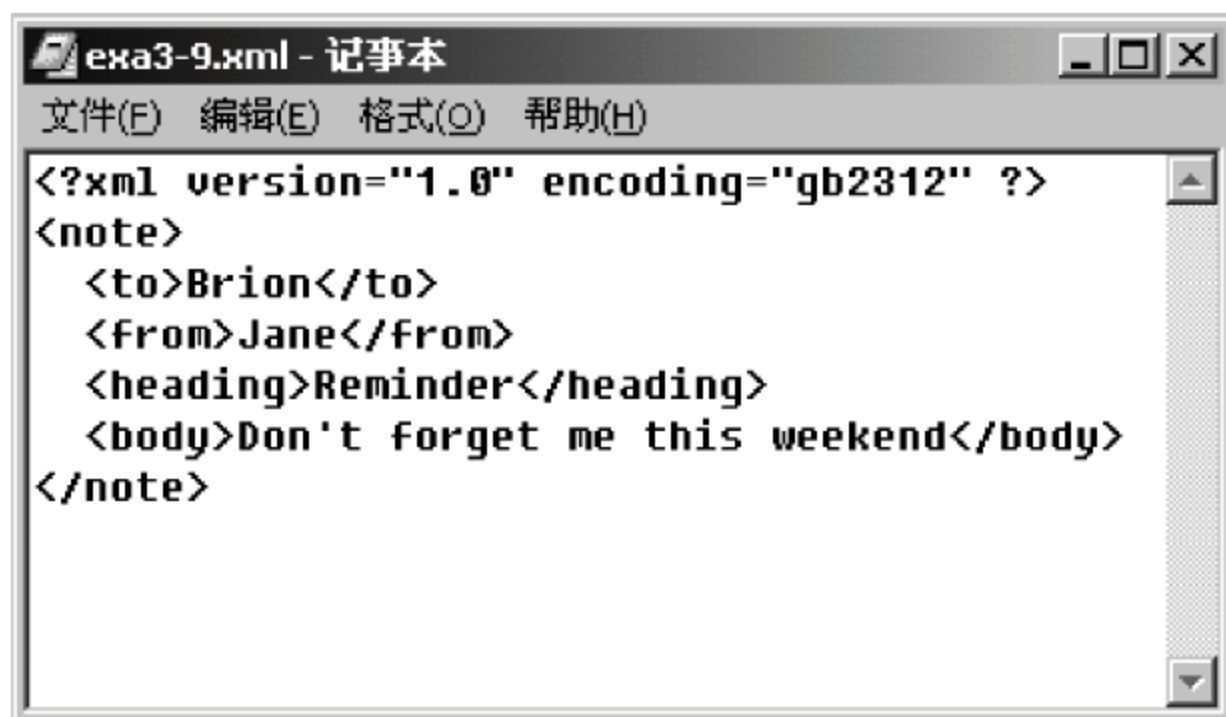 exa3-9.xml - 记事本
文件(F) 编辑(E) 格式(O) 帮助(H)
<?xml version="1.0" encoding="gb2312" ?>
<note>
  <to>Brion</to>
  <from>Jane</from>
  <heading>Reminder</heading>
  <body>Don't forget me this weekend</body>
</note>